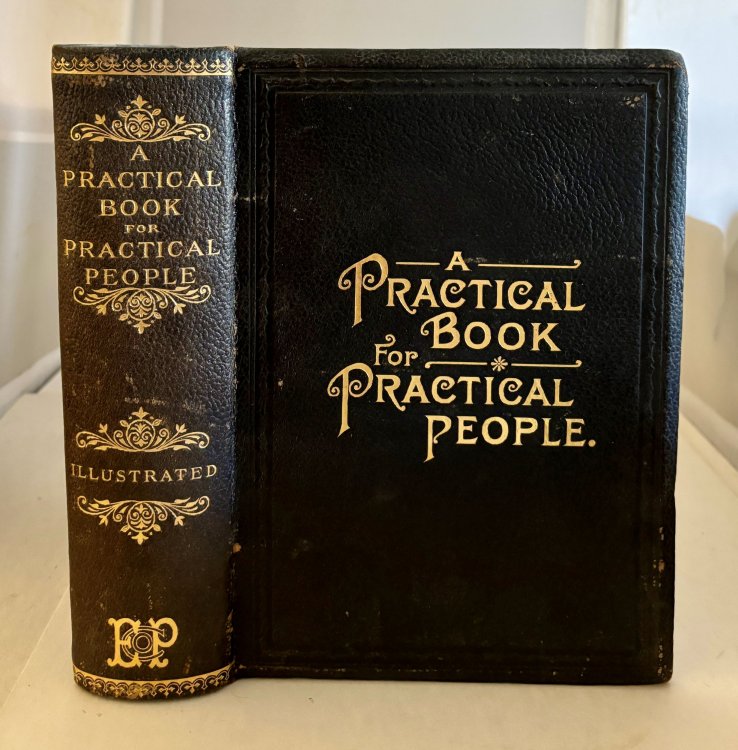 A
PRACTICAL
BOOK
FOR
PRACTICAL
PEOPLE
ILLUSTRATED
A
PRACTICAL
BOOK
FOR
PRACTICAL
PEOPLE.